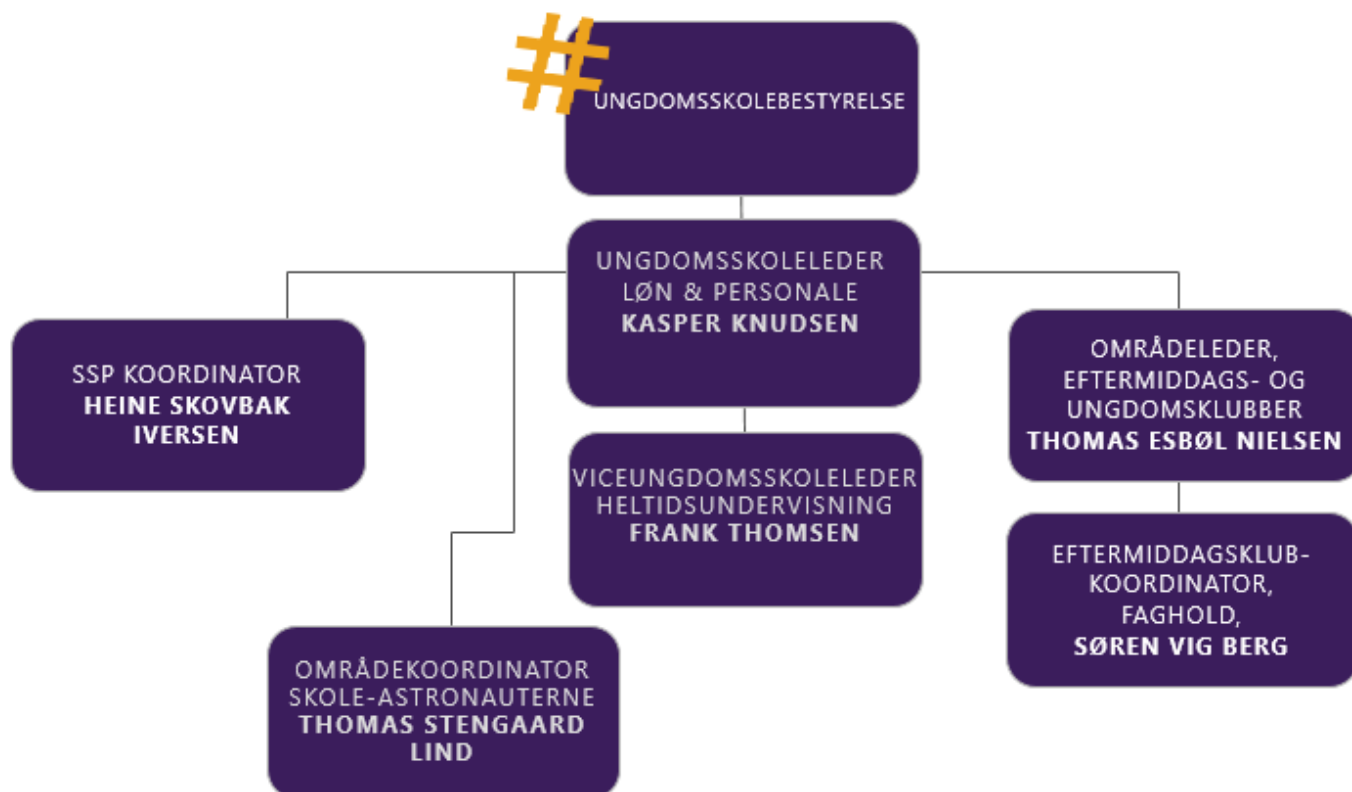 #
UNGDOMSSKOLEBESTYRELSE
UNGDOMSSKOLELEDER
LØN & PERSONALE
KASPER KNUDSEN
SSP KOORDINATOR
HEINE SKOVBAK
IVERSEN
OMRÅDELEDER,
EFTERMIDDAGS- OG
UNGDOMSKLUBBER
THOMAS ESBØL NIELSEN
VICEUNGDOMSSKOLELEDER
HELTIDSUNDERVISNING
FRANK THOMSEN
EFTERMIDDAGSKLUB-
KOORDINATOR,
FAGHOLD,
SØREN VIG BERG
OMRÅDEKOORDINATOR
SKOLE-ASTRONAUTERNE
THOMAS STENGAARD
LIND